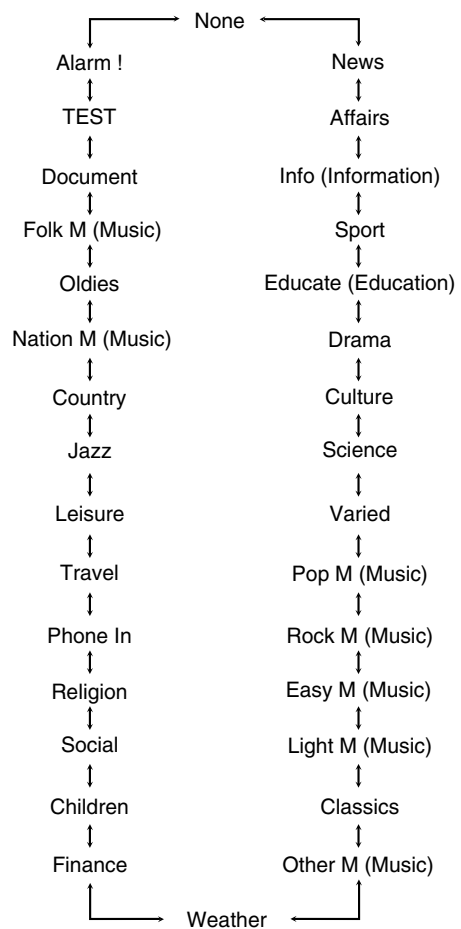 None
Alarm !
News
TEST
Affairs
Document
Info (Information)
Folk M (Music)
Sport
Oldies
Educate (Education)
Nation M (Music)
Drama
Country
Culture
Jazz
Science
Leisure
Varied
Travel
Pop M (Music)
Phone In
Rock M (Music)
Religion
Easy M (Music)
Social
Light M (Music)
Children
Classics
Finance
Other M (Music)
Weather